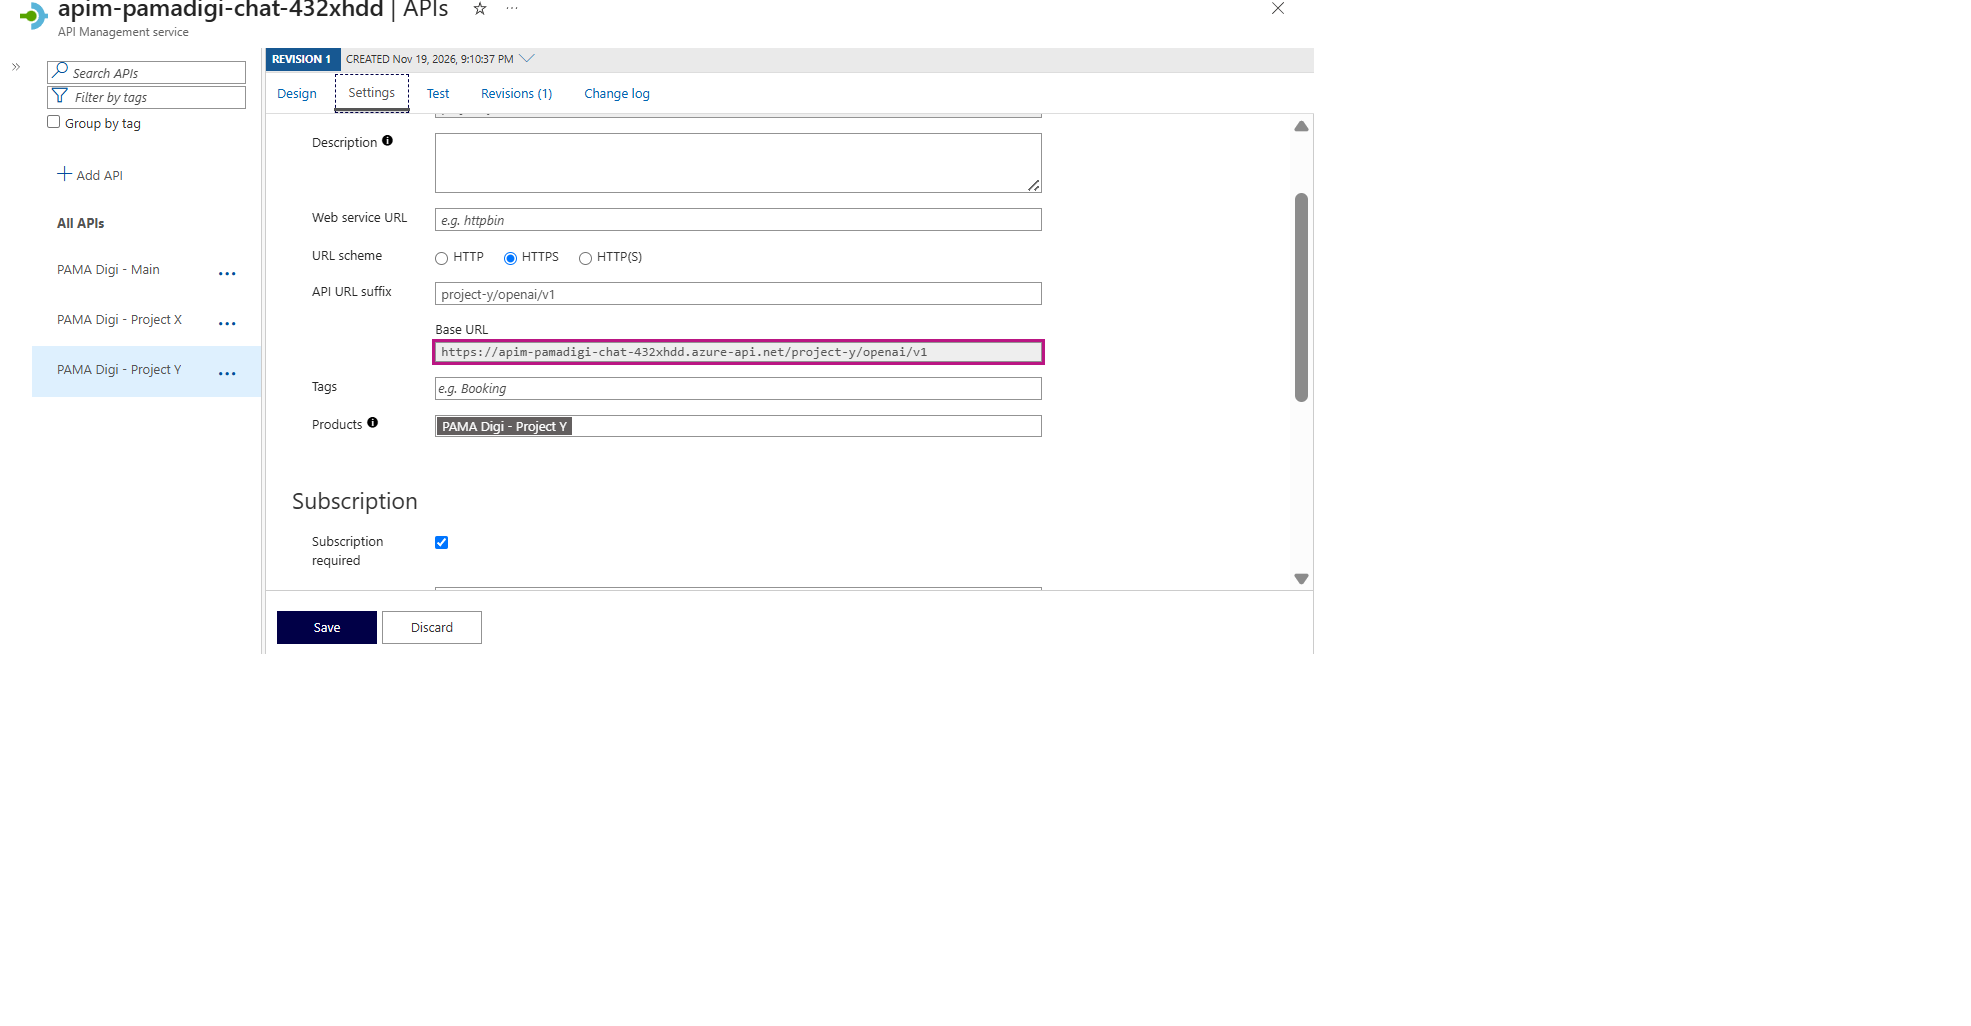 apim-pamadigi-chat-432xhdd | APIs
API Management service
Search APIs
Filter by tags
Group by tag
Add API
All APIs
PAMA Digi - Main
PAMA Digi - Project X
PAMA Digi - Project Y
REVISION 1 CREATED Nov 19, 2026, 9:10:37 PM
Design Settings Test Revisions (1) Change log
Description
Web service URL e.g. httpbin
URL scheme HTTP HTTPS HTTP(S)
API URL suffix project-y/openai/v1
Base URL
https://apim-pamadigi-chat-432xhdd.azure-api.net/project-y/openai/v1
Tags e.g. Booking
Products PAMA Digi - Project Y
Subscription
Subscription
required
Save Discard